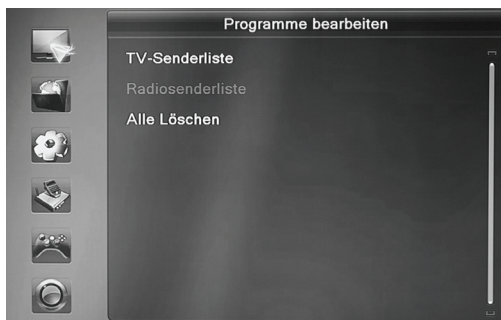 Programme bearbeiten
TV-Senderliste
Radiosenderliste
Alle Löschen